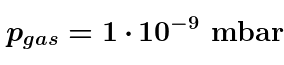 p_gas = 1 · 10⁻⁹ mbar